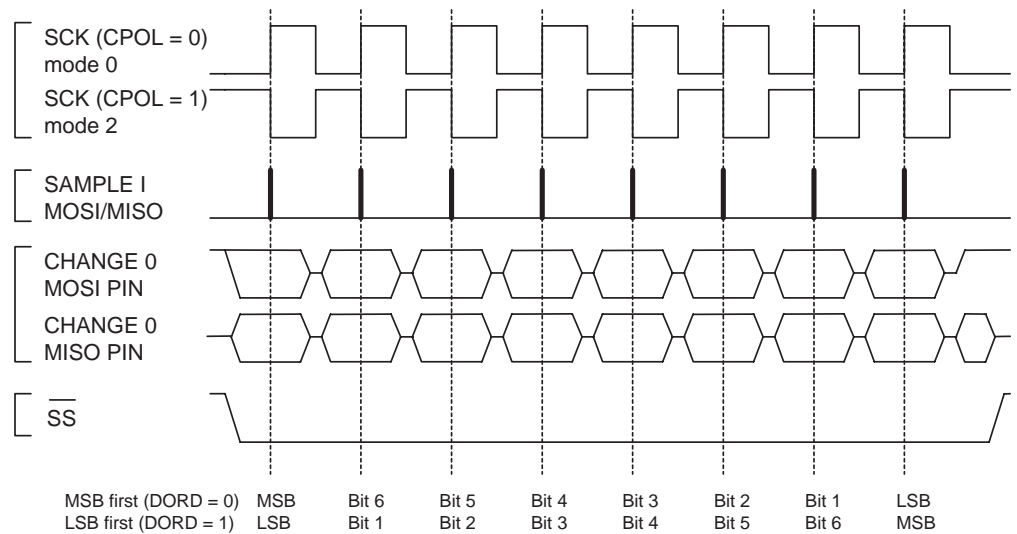 SCK (CPOL = 0)
mode 0
SCK (CPOL = 1)
mode 2
SAMPLE I
MOSI/MISO
CHANGE 0
MOSI PIN
CHANGE 0
MISO PIN
SS
MSB first (DORD = 0) MSB Bit 6 Bit 5 Bit 4 Bit 3 Bit 2 Bit 1 LSB
LSB first (DORD = 1) LSB Bit 1 Bit 2 Bit 3 Bit 4 Bit 5 Bit 6 MSB